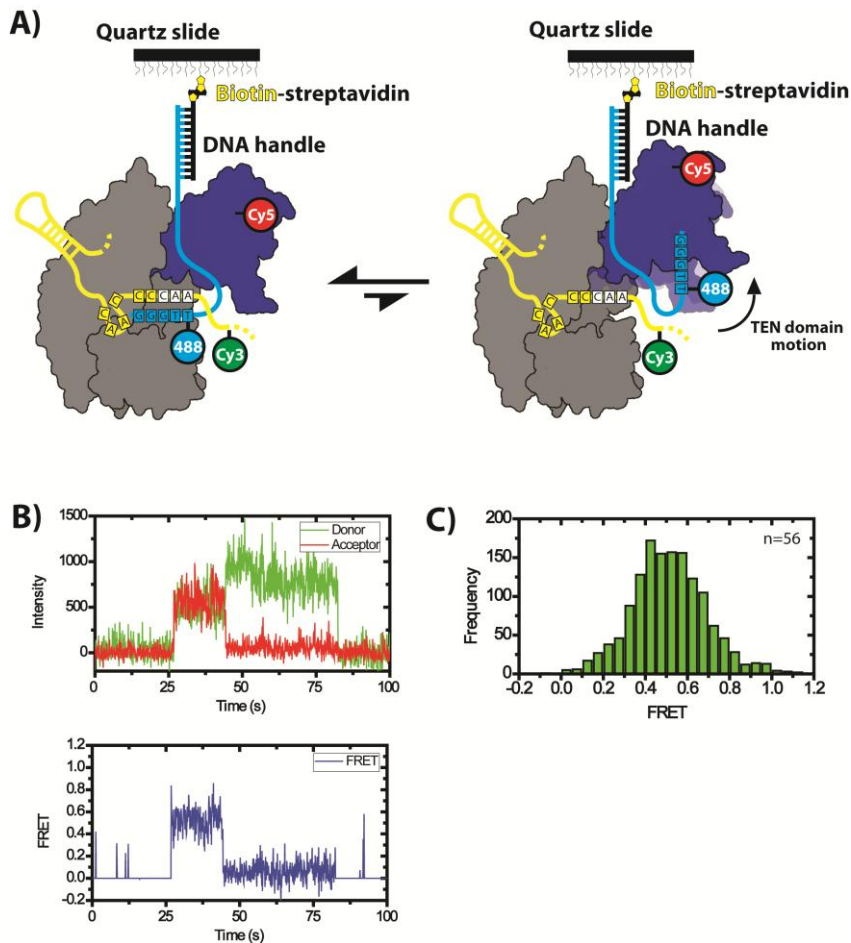 A)
Quartz slide
Biotin-streptavidin
DNA handle
Cy5
C C C C A A C C A A
G G G T T
488
Cy3
Quartz slide
Biotin-streptavidin
DNA handle
Cy5
G G G T T
488
C C C C A A C C A A
Cy3
TEN domain
motion
B)
1500
1000
500
0
Intensity
Donor
Acceptor
0 25 50 75 100
Time (s)
1.2
1.0
0.8
0.6
0.4
0.2
0.0
-0.2
FRET
FRET
0 25 50 75 100
Time (s)
C)
200
150
100
50
0
Frequency
n=56
-0.2 0.0 0.2 0.4 0.6 0.8 1.0 1.2
FRET